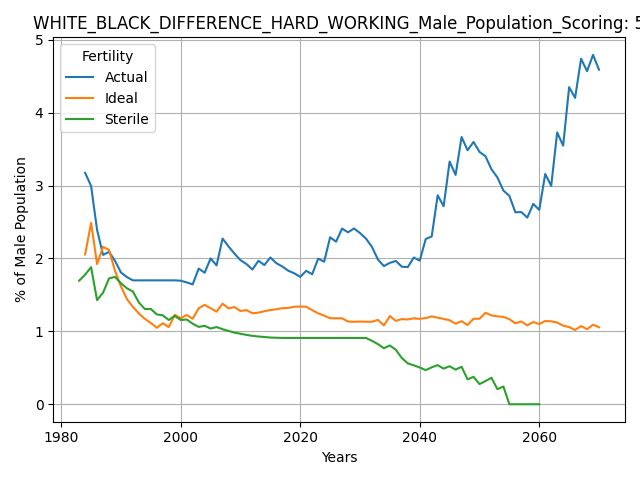 WHITE_BLACK_DIFFERENCE_HARD_WORKING_Male_Population_Scoring: 5
Fertility
Actual
Ideal
Sterile
% of Male Population
5
4
3
2
1
0
1980 2000 2020 2040 2060
Years